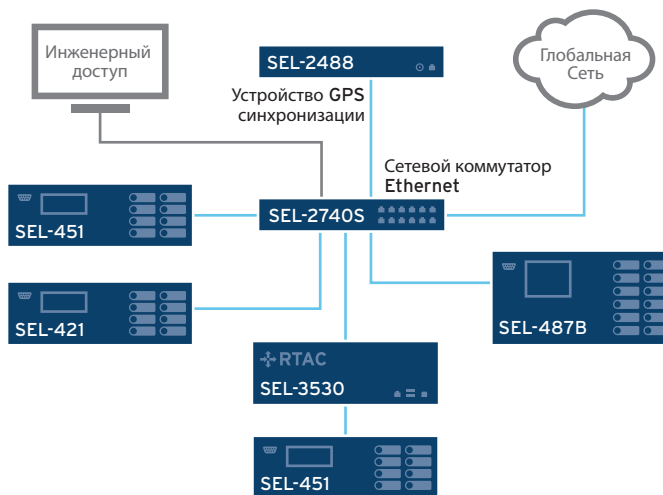 Инженерный
доступ
SEL-2488
Глобальная
Сеть
Устройство GPS
синхронизации
Сетевой коммутатор
Ethernet
SEL-451
SEL-2740S
SEL-421
SEL-487B
RTAC
SEL-3530
SEL-451